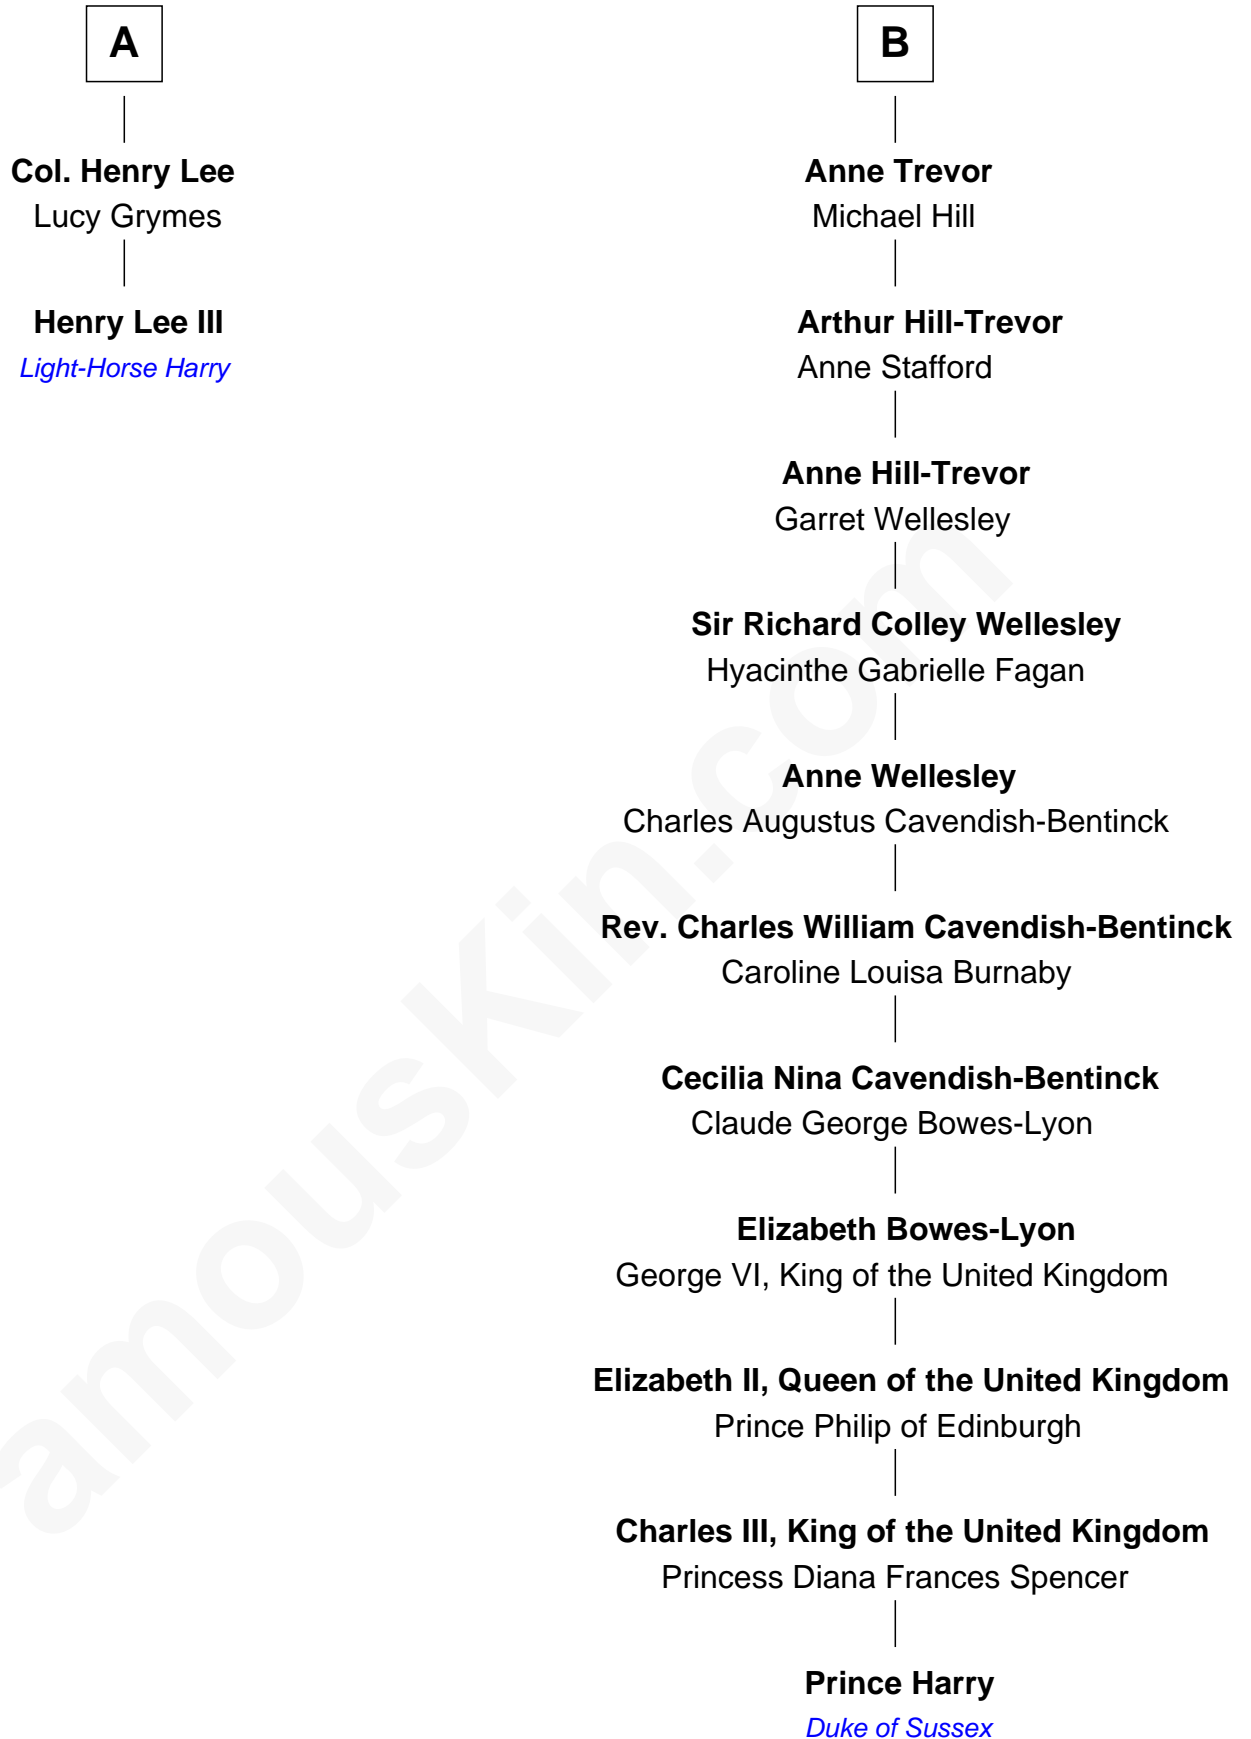 A
Col. Henry Lee
Lucy Grymes
Henry Lee III
Light-Horse Harry
B
Anne Trevor
Michael Hill
Arthur Hill-Trevor
Anne Stafford
Anne Hill-Trevor
Garret Wellesley
Sir Richard Colley Wellesley
Hyacinthe Gabrielle Fagan
Anne Wellesley
Charles Augustus Cavendish-Bentinck
Rev. Charles William Cavendish-Bentinck
Caroline Louisa Burnaby
Cecilia Nina Cavendish-Bentinck
Claude George Bowes-Lyon
Elizabeth Bowes-Lyon
George VI, King of the United Kingdom
Elizabeth II, Queen of the United Kingdom
Prince Philip of Edinburgh
Charles III, King of the United Kingdom
Princess Diana Frances Spencer
Prince Harry
Duke of Sussex
amousKin.com